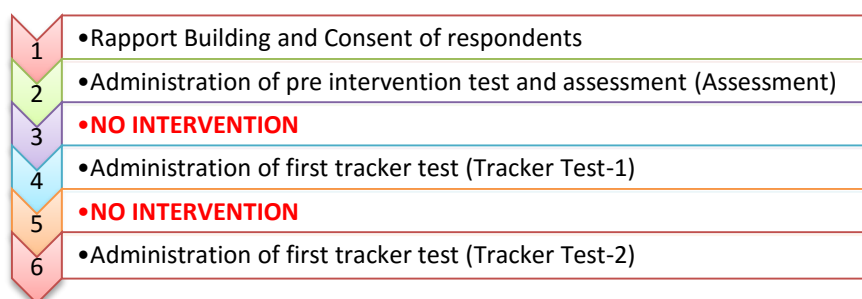 1 •Rapport Building and Consent of respondents
2 •Administration of pre intervention test and assessment (Assessment)
3 •NO INTERVENTION
4 •Administration of first tracker test (Tracker Test-1)
5 •NO INTERVENTION
6 •Administration of first tracker test (Tracker Test-2)